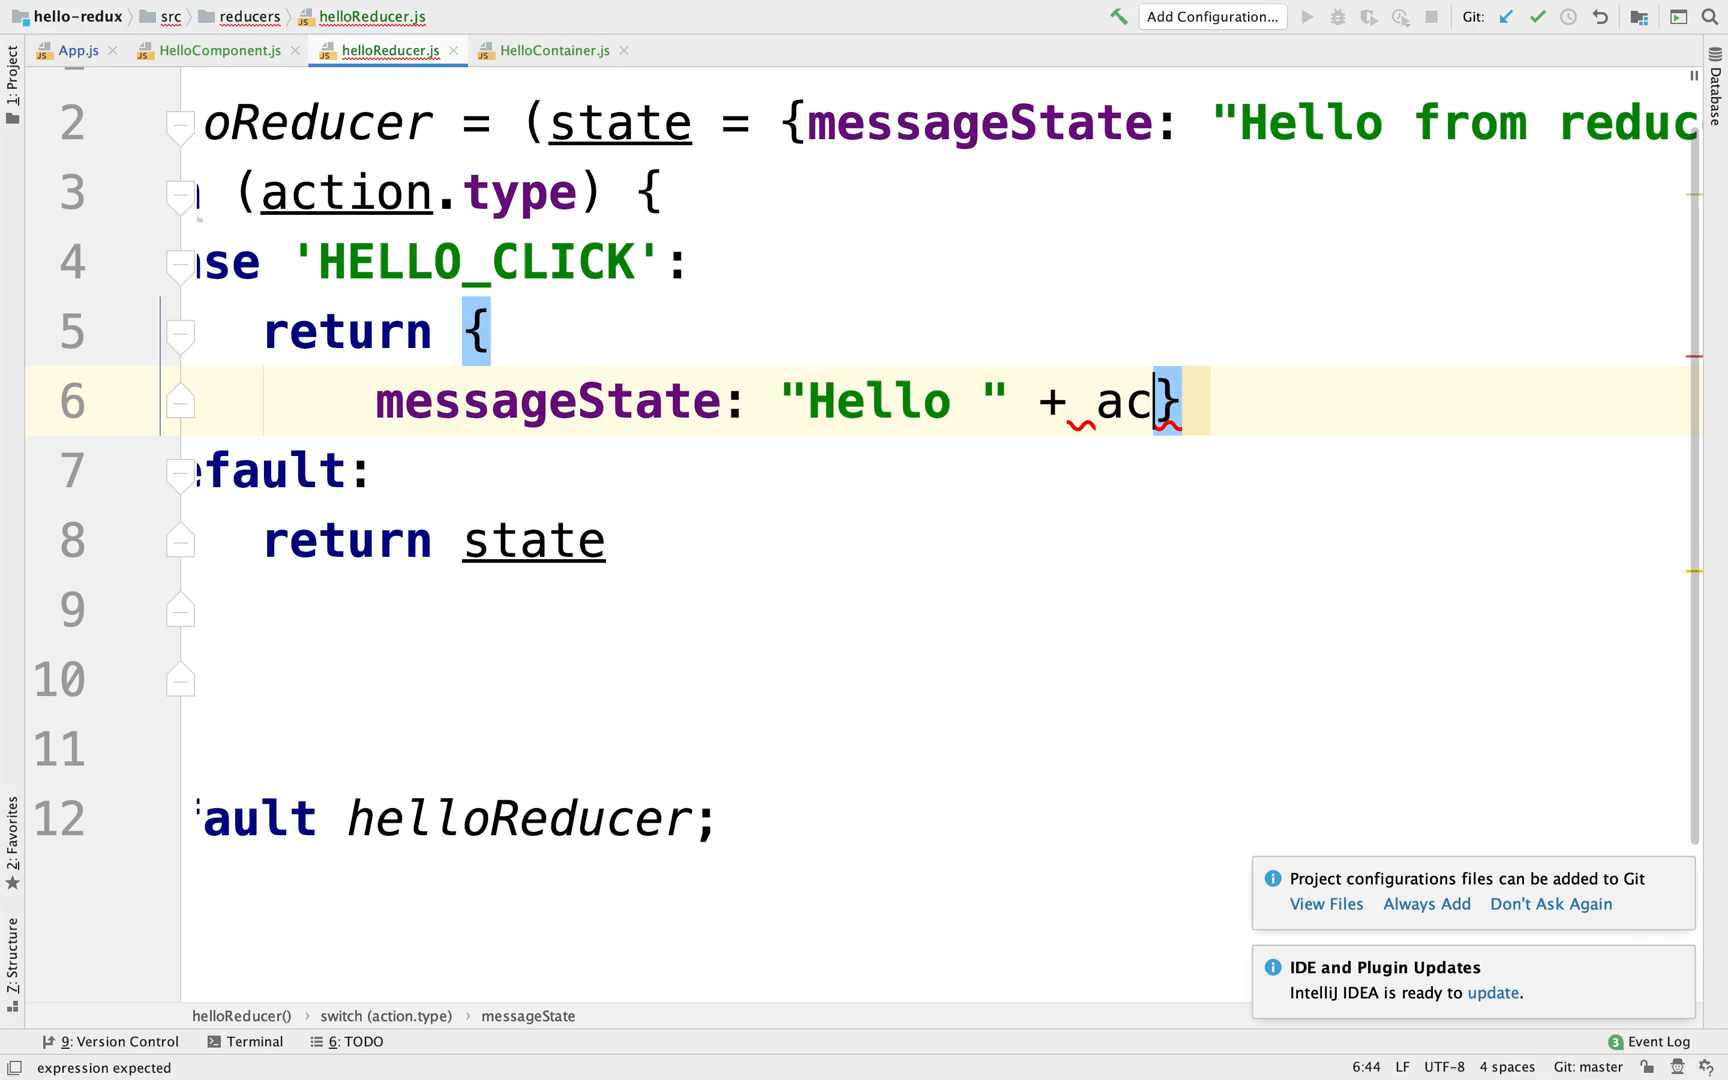 hello-redux src reducers helloReducer.js Add Configuration... Git:
App.js HelloComponent.js helloReducer.js HelloContainer.js
1: Project
Database
2 oReducer = (state = {messageState: "Hello from reduc
3 (action.type) {
4 se 'HELLO_CLICK':
5 return {
6 messageState: "Hello " + ac}
7 efault:
8 return state
9
10
11
12 fault helloReducer;
2: Favorites
Z: Structure
Project configurations files can be added to Git
View Files Always Add Don't Ask Again
IDE and Plugin Updates
IntelliJ IDEA is ready to update.
helloReducer() switch (action.type) messageState
9: Version Control Terminal 6: TODO 3 Event Log
expression expected 6:44 LF UTF-8 4 spaces Git: master